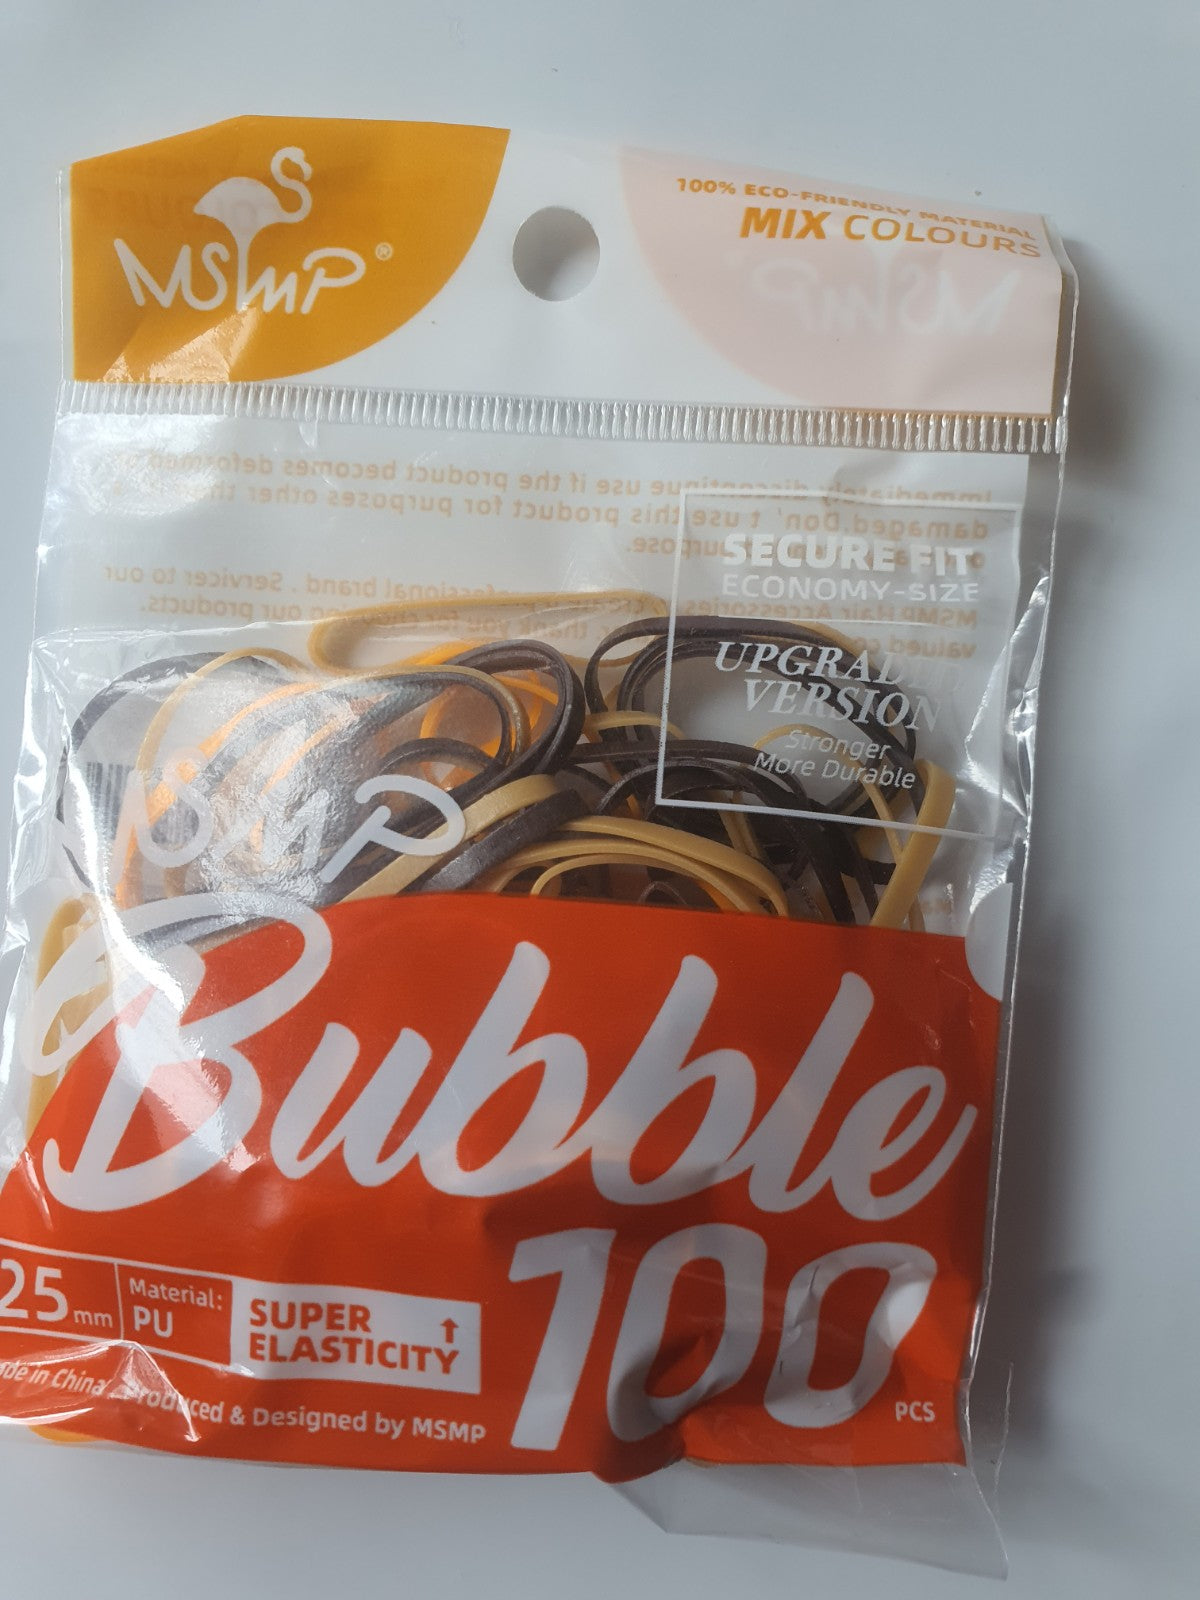 MSMP®
100% ECO-FRIENDLY MATERIAL
MIX COLOURS
Immediately discontinue use if the product becomes deformed
damaged. Don't use this product for purposes other than
SECURE FIT
ECONOMY-SIZE
MSMP Hair Accessories professional brand. Servicer to our
valued thank you for our products.
UPGRADED
VERSION
Stronger
More Durable
MSMP
Bubble
100
PCS
25mm
Material:
PU
SUPER
ELASTICITY
in China. Produced & Designed by MSMP